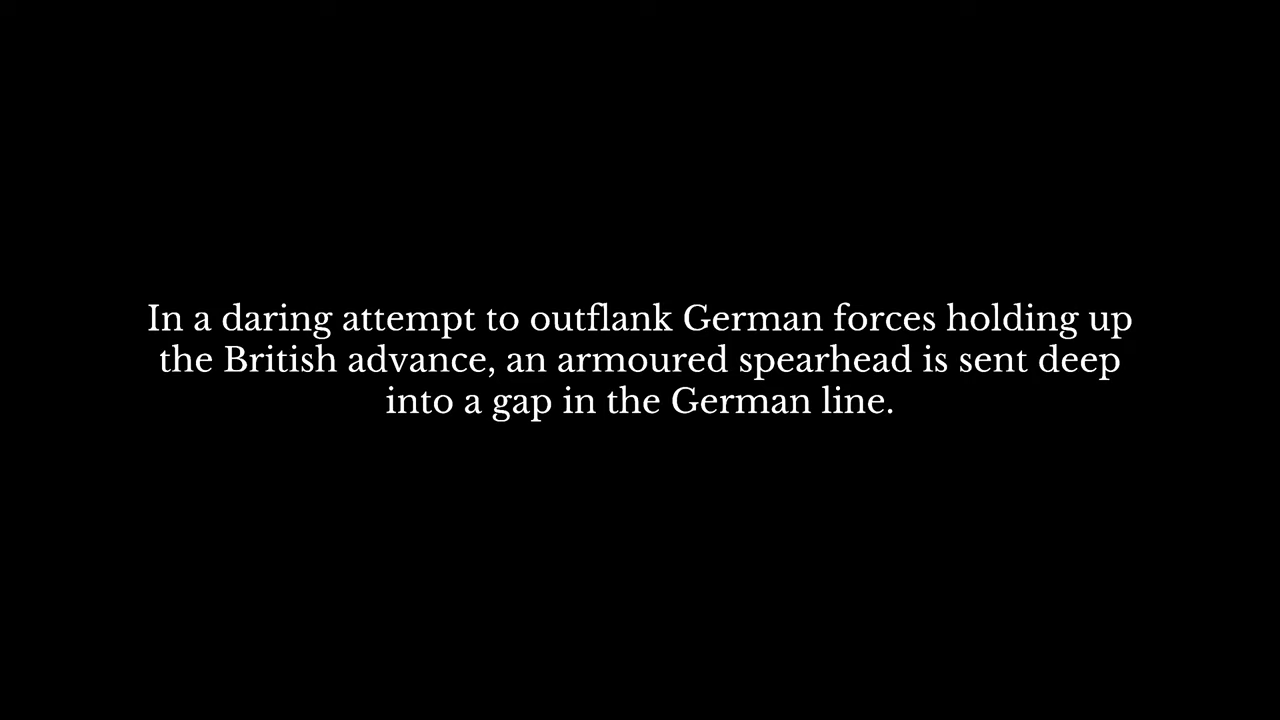 In a daring attempt to outflank German forces holding up
the British advance, an armoured spearhead is sent deep
into a gap in the German line.